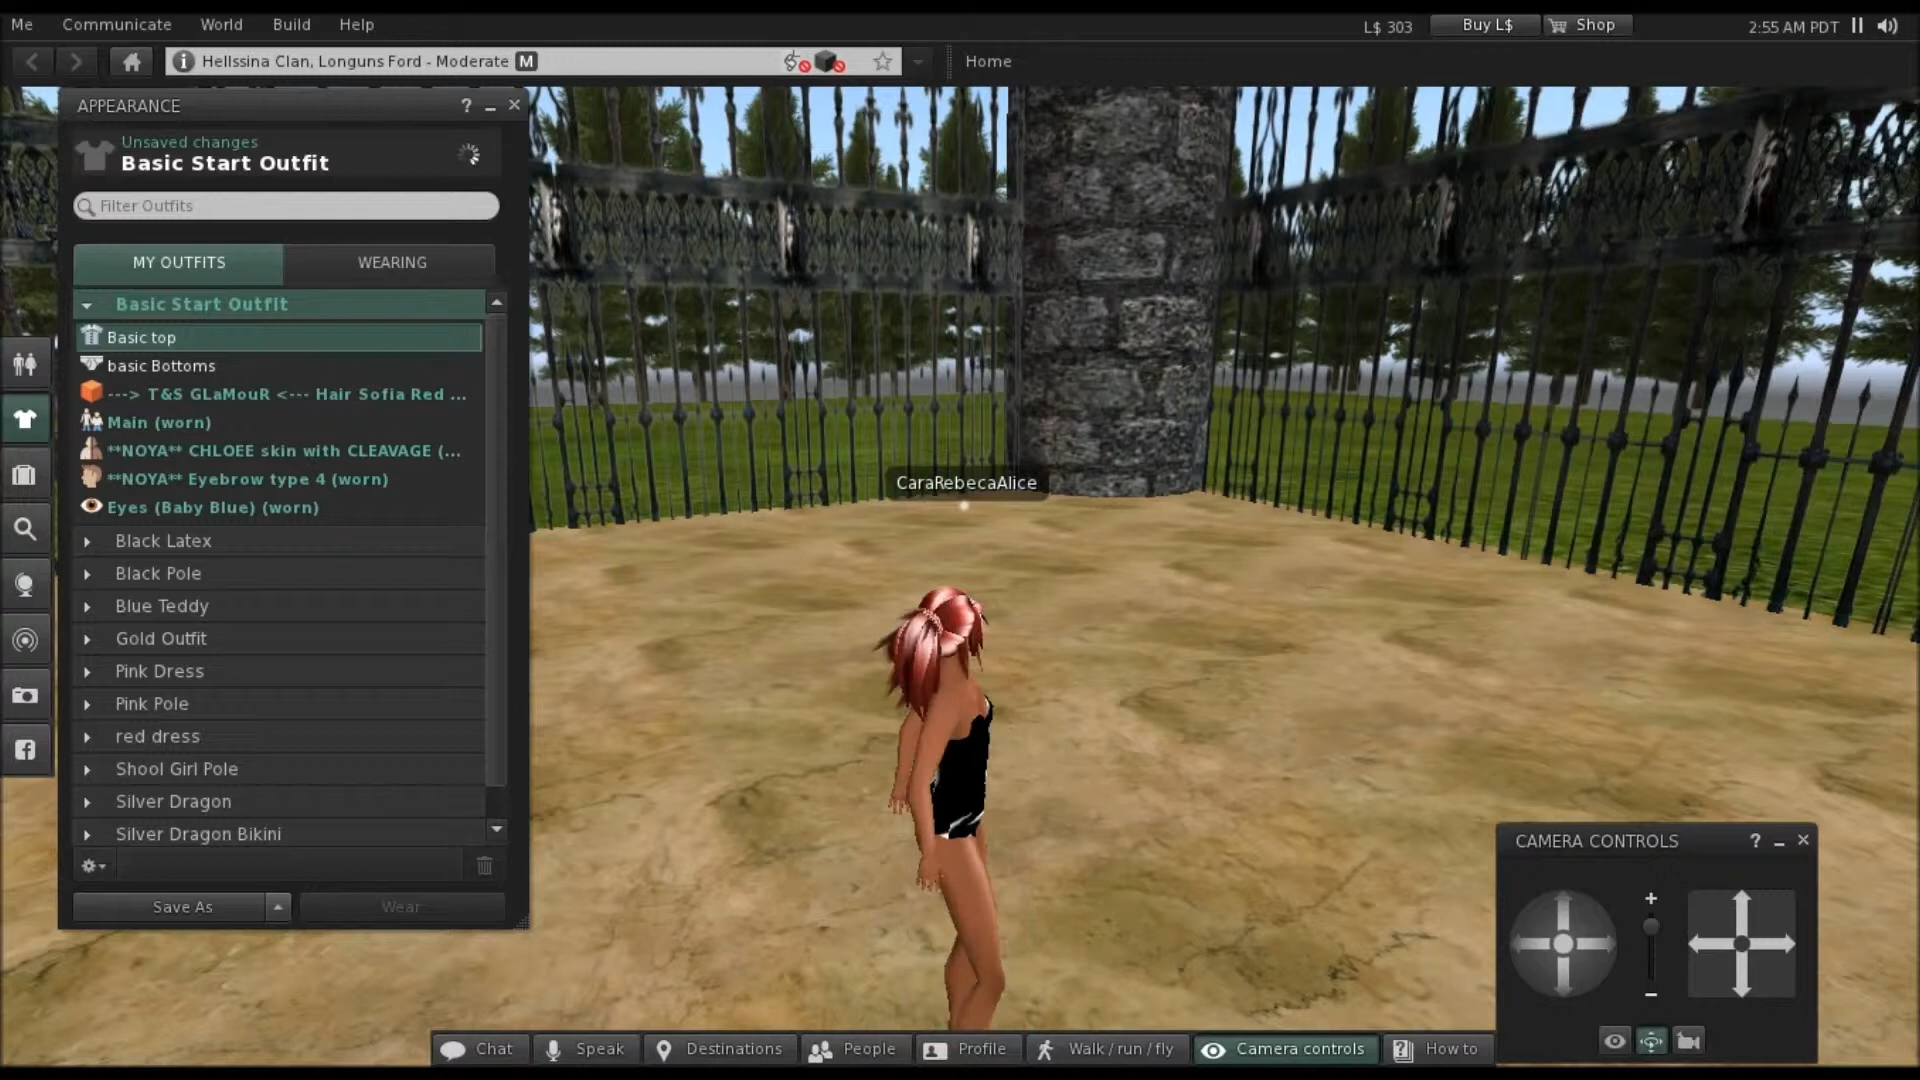 Me Communicate World Build Help L$ 303 Buy L$ Shop 2:55 AM PDT
Hellssina Clan, Longuns Ford - Moderate M Home
APPEARANCE ?
Unsaved changes
Basic Start Outfit
Filter Outfits
MY OUTFITS WEARING
Basic Start Outfit
Basic top
basic Bottoms
---> T&S GLaMouR <--- Hair Sofia Red ...
Main (worn)
**NOYA** CHLOEE skin with CLEAVAGE (...
**NOYA** Eyebrow type 4 (worn)
Eyes (Baby Blue) (worn)
Black Latex
Black Pole
Blue Teddy
Gold Outfit
Pink Dress
Pink Pole
red dress
Shool Girl Pole
Silver Dragon
Silver Dragon Bikini
Save As Wear
CaraRebecaAlice
CAMERA CONTROLS ?
Chat Speak Destinations People Profile Walk / run / fly Camera controls How to